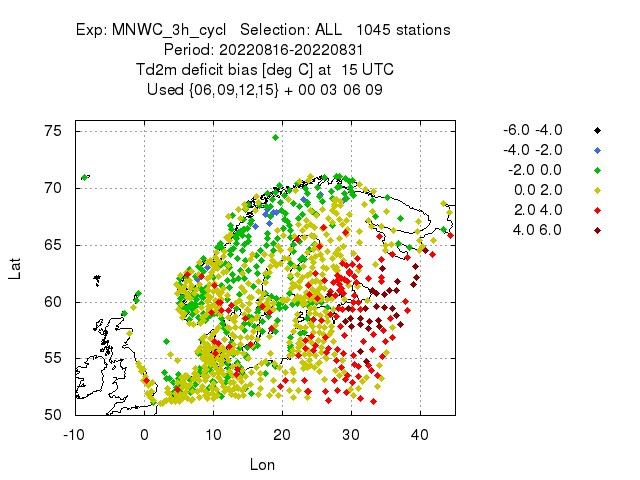 Exp: MNWC_3h_cycl   Selection: ALL   1045 stations
Period: 20220816-20220831
Td2m deficit bias [deg C] at  15 UTC
Used {06,09,12,15} + 00 03 06 09
-6.0 -4.0
-4.0 -2.0
-2.0 0.0
0.0 2.0
2.0 4.0
4.0 6.0
75
70
65
60
55
50
Lat
-10 0 10 20 30 40
Lon